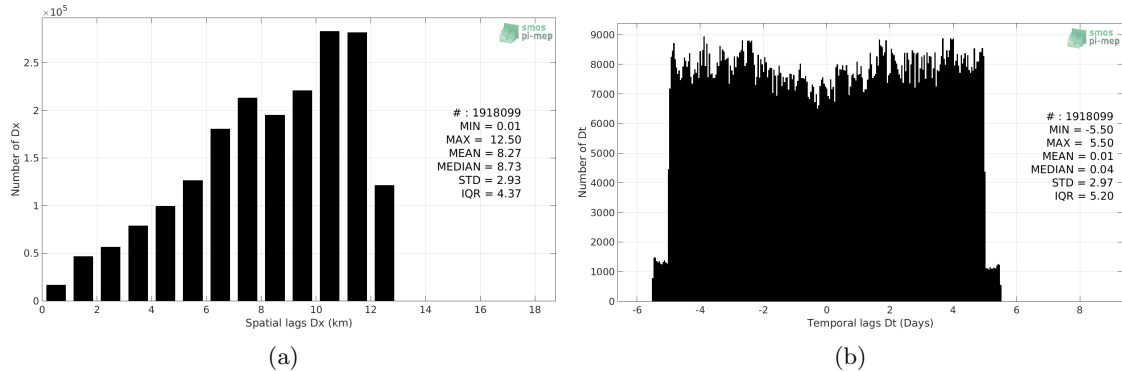 ×10^5
smos
pi-mep
# : 1918099
MIN = 0.01
MAX = 12.50
MEAN = 8.27
MEDIAN = 8.73
STD = 2.93
IQR = 4.37
Number of Dx
2.5
2
1.5
1
0.5
0
0 2 4 6 8 10 12 14 16 18
Spatial lags Dx (km)
(a)
smos
pi-mep
# : 1918099
MIN = -5.50
MAX = 5.50
MEAN = 0.01
MEDIAN = 0.04
STD = 2.97
IQR = 5.20
Number of Dt
9000
8000
7000
6000
5000
4000
3000
2000
1000
0
-6 -4 -2 0 2 4 6 8
Temporal lags Dt (Days)
(b)